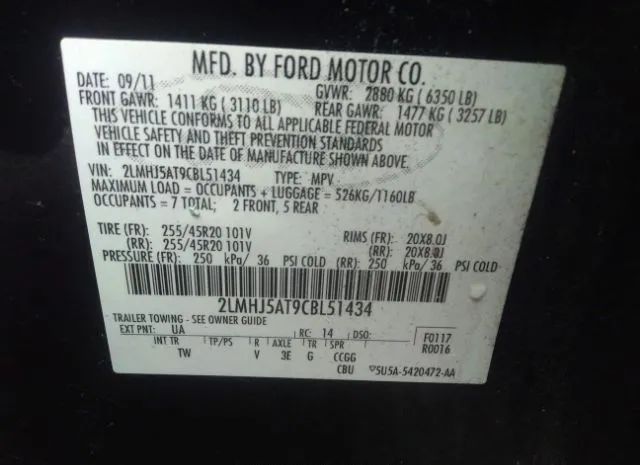 MFD. BY FORD MOTOR CO.
DATE: 09/11 GVWR: 2880 KG ( 6350 LB)
FRONT GAWR: 1411 KG ( 3110 LB) REAR GAWR: 1477 KG ( 3257 LB)
THIS VEHICLE CONFORMS TO ALL APPLICABLE FEDERAL MOTOR
VEHICLE SAFETY AND THEFT PREVENTION STANDARDS
IN EFFECT ON THE DATE OF MANUFACTURE SHOWN ABOVE.
VIN: 2LMHJ5AT9CBL51434 TYPE: MPV
MAXIMUM LOAD = OCCUPANTS + LUGGAGE = 526KG/1160LB
OCCUPANTS = 7 TOTAL; 2 FRONT, 5 REAR
TIRE (FR): 255/45R20 101V RIMS (FR): 20X8.0J
(RR): 255/45R20 101V (RR): 20X8.0J
PRESSURE (FR): 250 kPa/ 36 PSI COLD (RR): 250 kPa/ 36 PSI COLD
2LMHJ5AT9CBL51434
TRAILER TOWING - SEE OWNER GUIDE
EXT PNT: UA RC: 14 DSO: F0117
INT TR TP/PS R AXLE TR SPR R0016
TW V 3E G CCGG
CBU 5U5A-5420472-AA